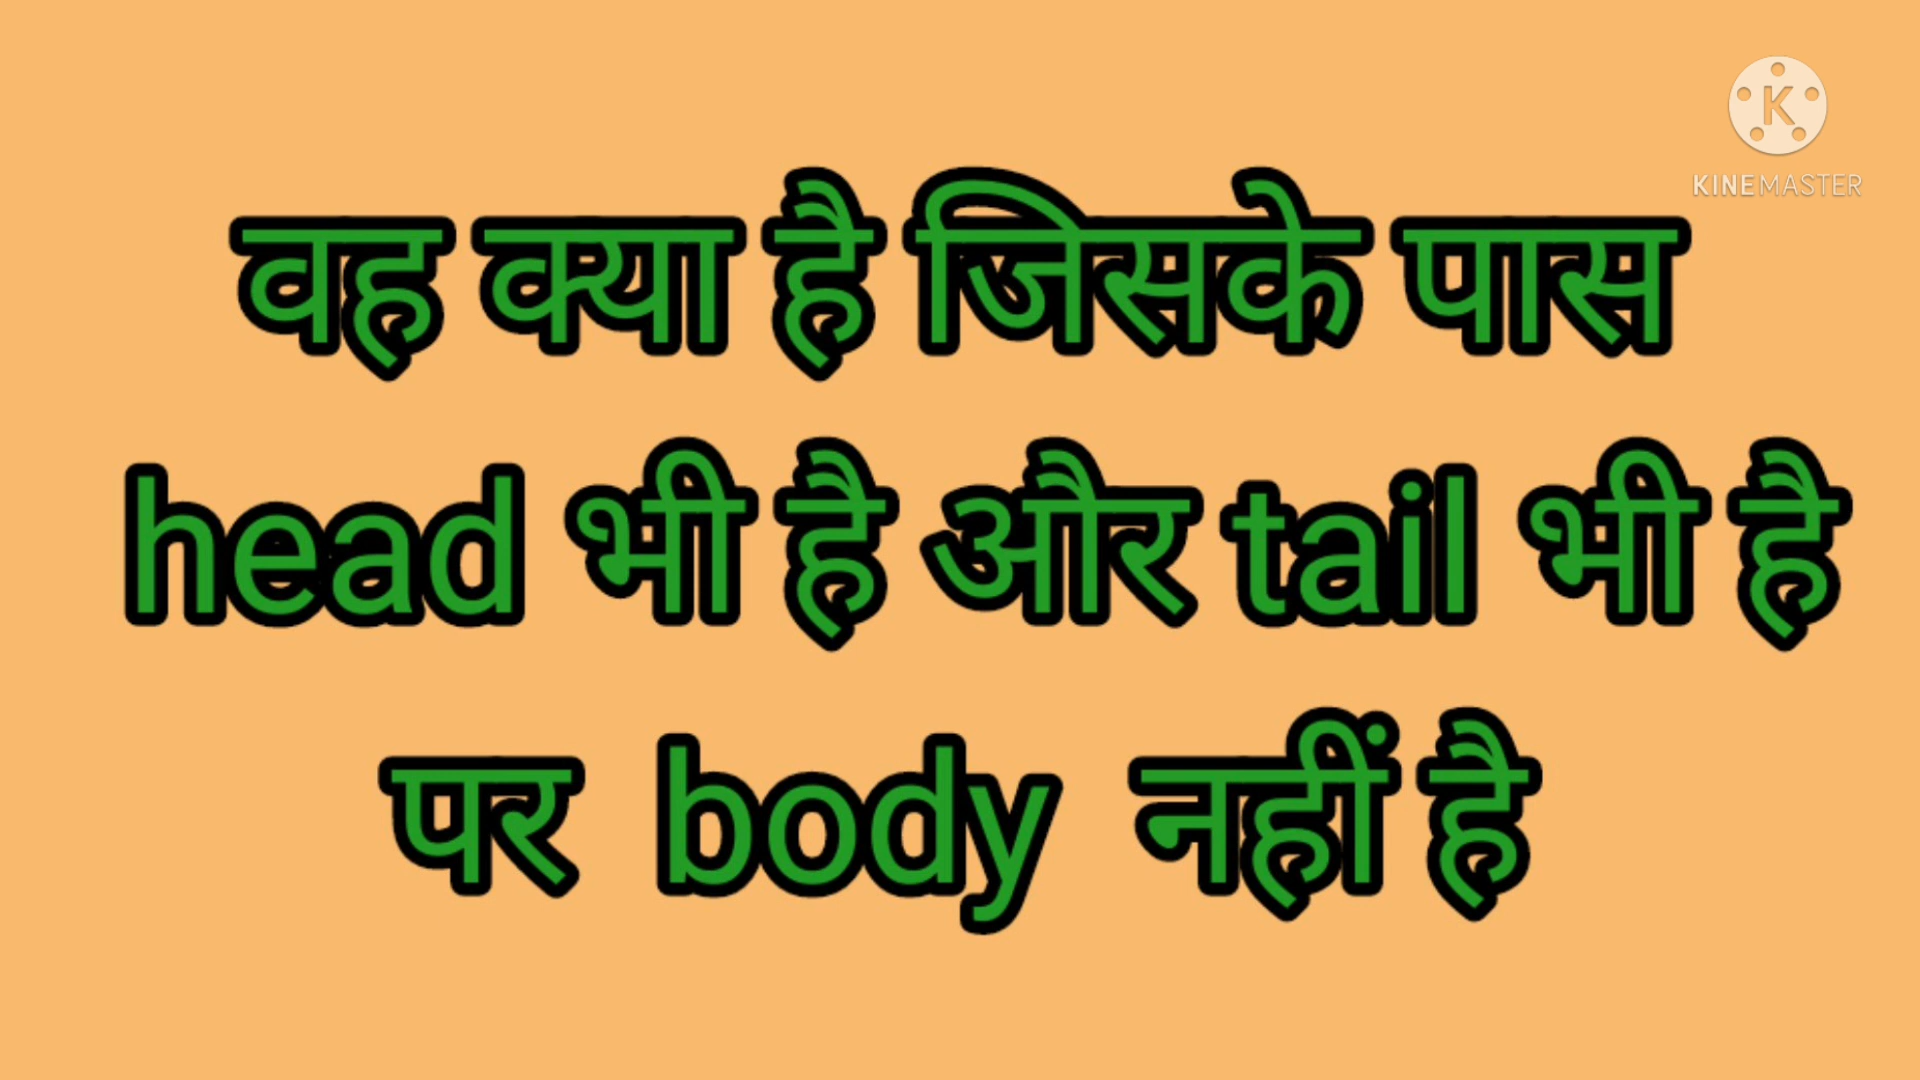 K
KINEMASTER
वह क्या है जिसके पास
head भी है और tail भी है
पर body नहीं है